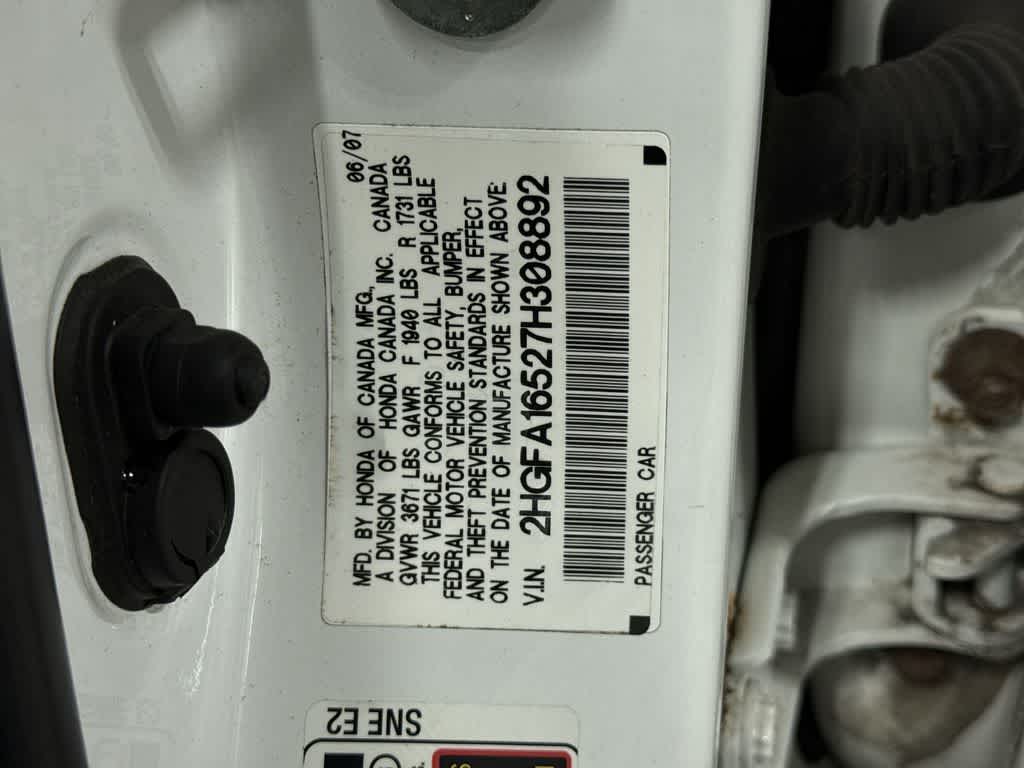 MFD. BY HONDA OF CANADA MFG., 06/07
A DIVISION OF HONDA CANADA INC. CANADA
GVWR 3671 LBS GAWR F 1940 LBS R 1731 LBS
THIS VEHICLE CONFORMS TO ALL APPLICABLE
FEDERAL MOTOR VEHICLE SAFETY, BUMPER,
AND THEFT PREVENTION STANDARDS IN EFFECT
ON THE DATE OF MANUFACTURE SHOWN ABOVE
V.I.N. 2HGFA16527H308892
PASSENGER CAR
SNE E2